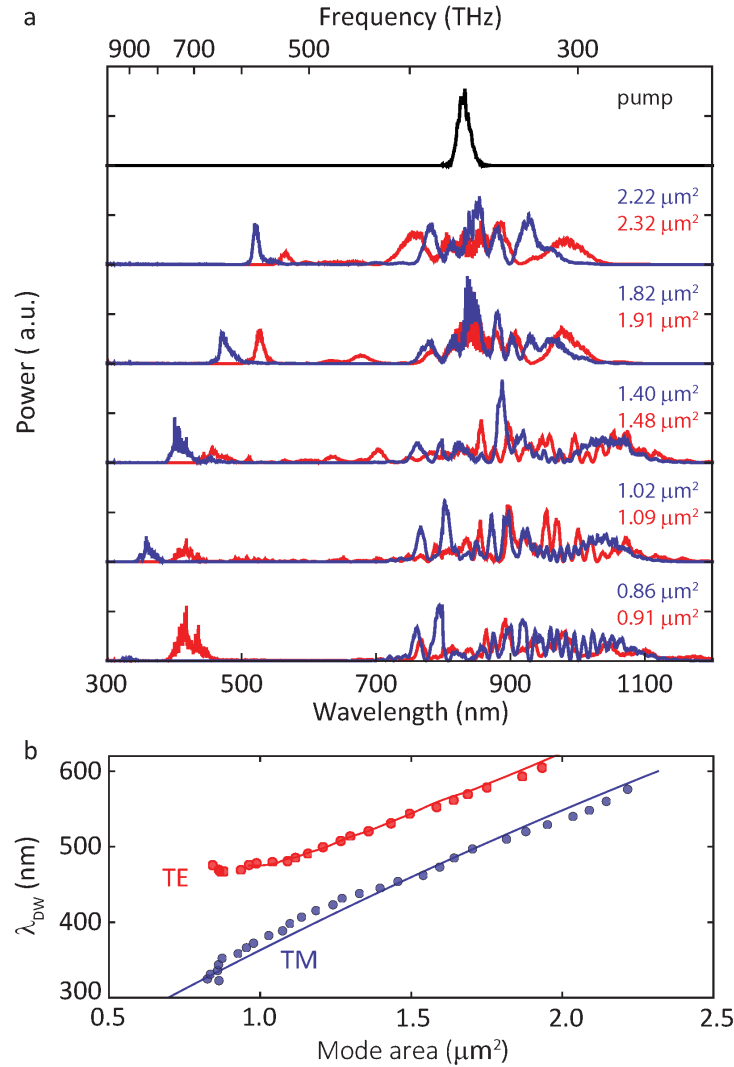 a
Frequency (THz)
900 700 500 300
pump
2.22 μm²
2.32 μm²
1.82 μm²
1.91 μm²
1.40 μm²
1.48 μm²
1.02 μm²
1.09 μm²
0.86 μm²
0.91 μm²
Power ( a.u.)
300 500 700 900 1100
Wavelength (nm)
b
600
500
400
300
λDW (nm)
TE
TM
0.5 1.0 1.5 2.0 2.5
Mode area (μm²)